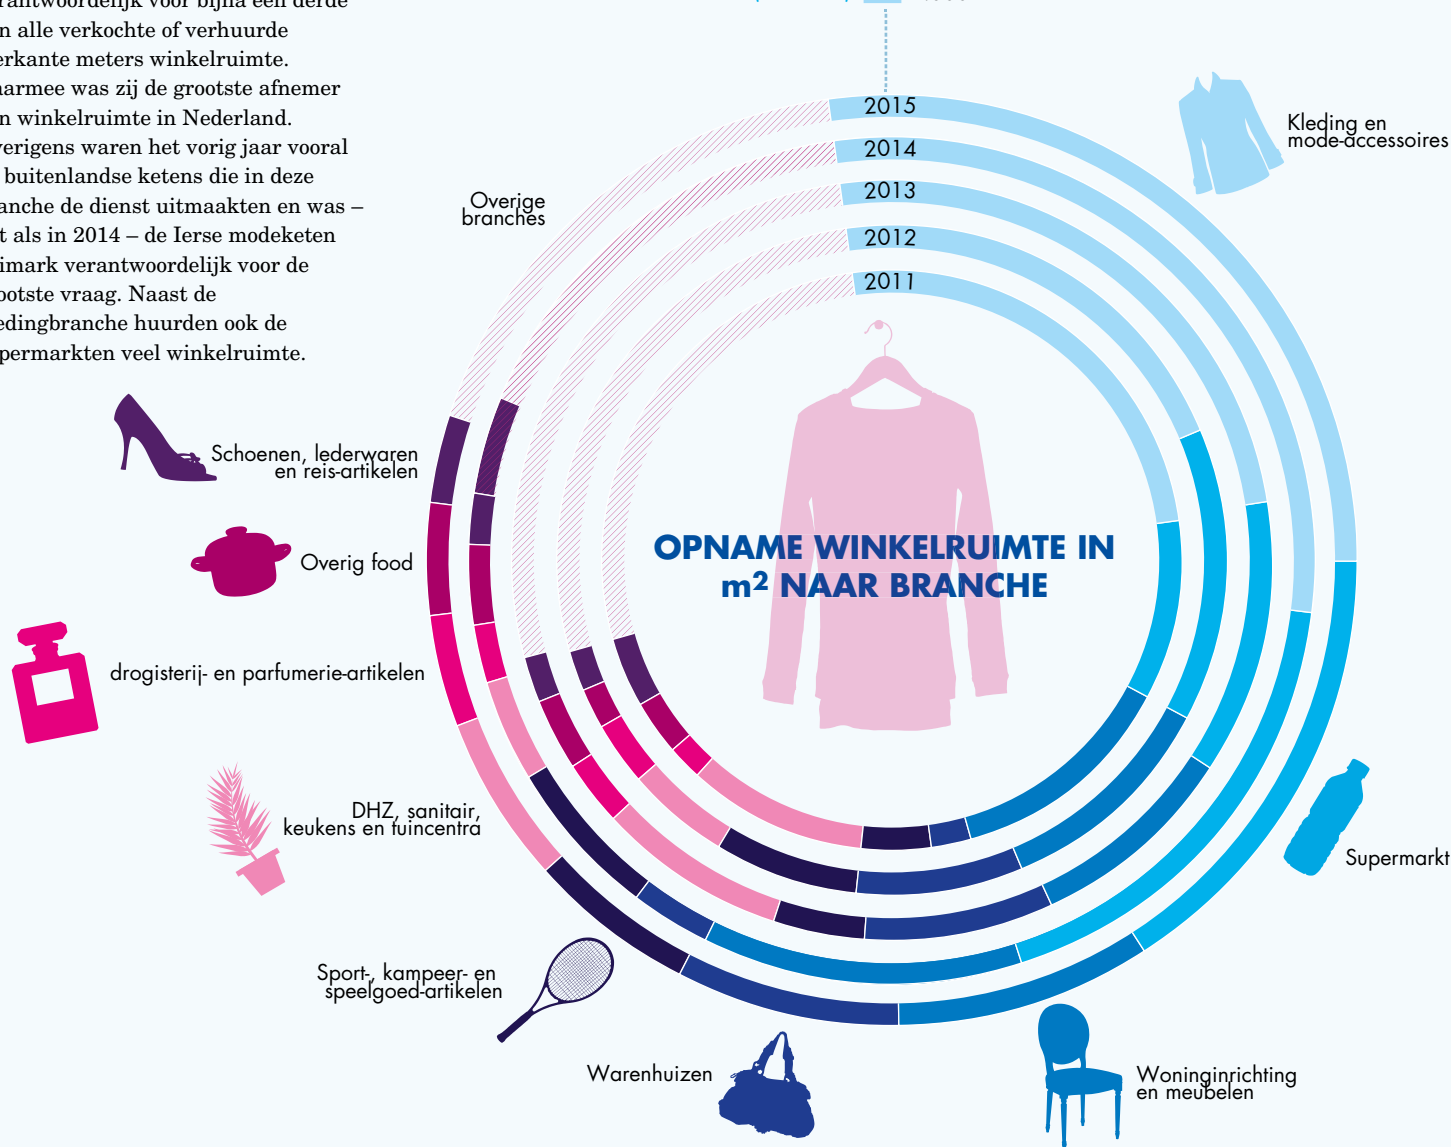 rantwoordelijk voor bijna een derde
n alle verkochte of verhuurde
erkante meters winkelruimte.
aarmee was zij de grootste afnemer
n winkelruimte in Nederland.
verigens waren het vorig jaar vooral
buitenlandse ketens die in deze
anche de dienst uitmaakten en was –
t als in 2014 – de Ierse modeketen
imark verantwoordelijk voor de
ootste vraag. Naast de
edingbranche huurden ook de
permarkten veel winkelruimte.
2015
2014
2013
2012
2011
Kleding en
mode-accessoires
Overige
branches
Schoenen, lederwaren
en reis-artikelen
Overig food
drogisterij- en parfumerie-artikelen
DHZ, sanitair,
keukens en tuincentra
Sport-, kampeer- en
speelgoed-artikelen
Warenhuizen
Woninginrichting
en meubelen
Supermarkt
OPNAME WINKELRUIMTE IN
m² NAAR BRANCHE